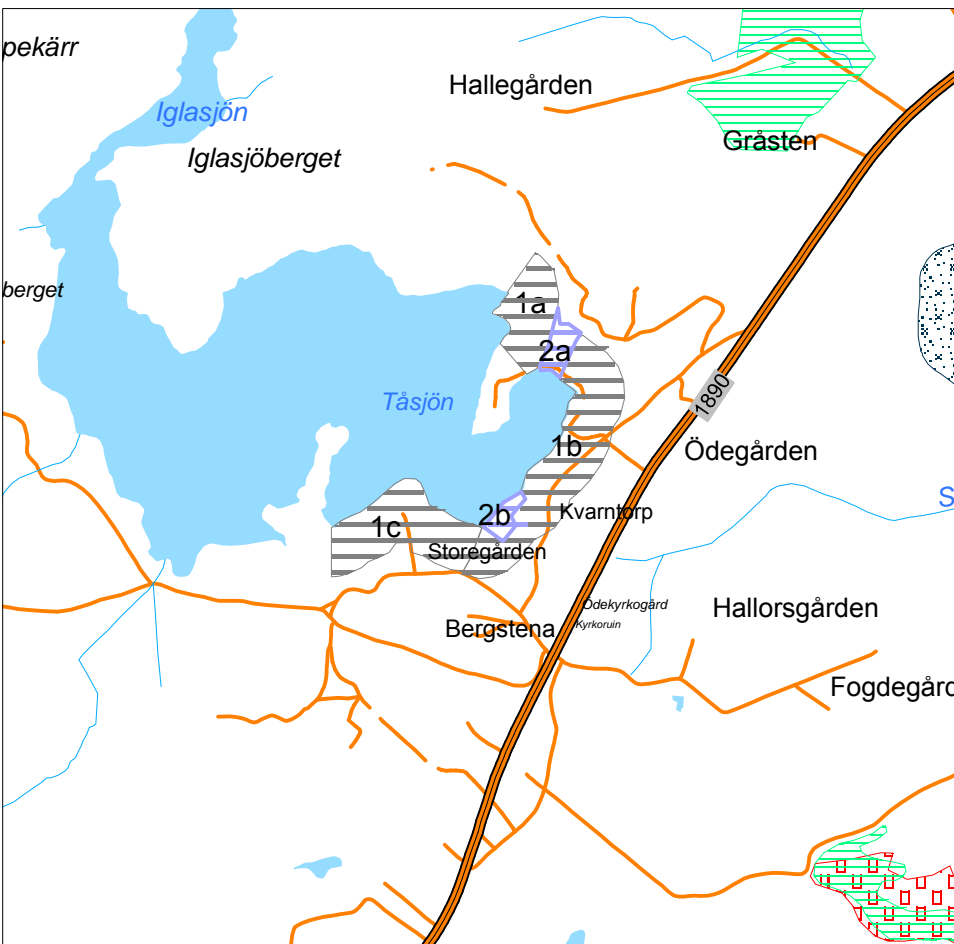 pekärr
Hallegården
Iglasjön
Gråsten
Iglasjöberget
berget
1a
2a
1890
Tåsjön
1b
Ödegården
S
2b
Kvarntorp
1c
Storegården
Ödekyrkogård
Hallorsgården
Kyrkoruin
Bergstena
Fogdegård